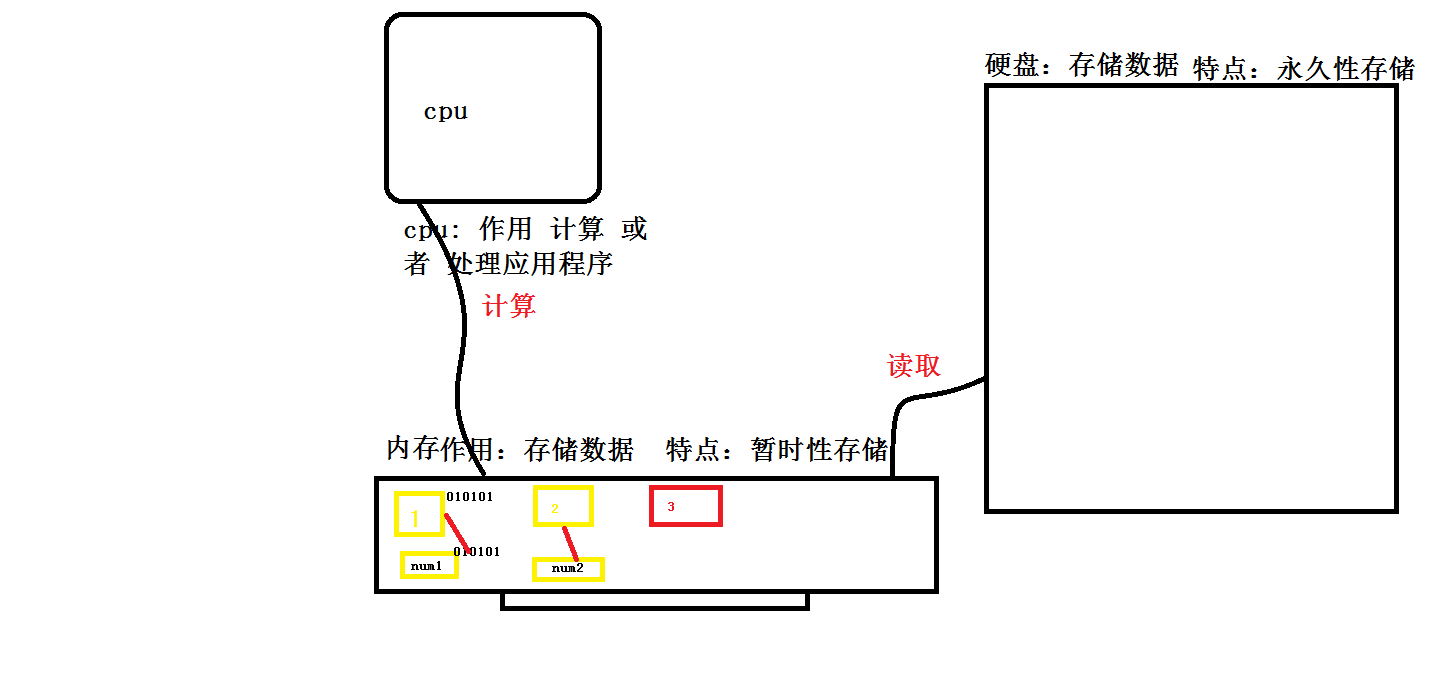 cpu
硬盘：存储数据 特点：永久性存储
cpu: 作用 计算 或
者 处理应用程序
计算
读取
内存作用：存储数据 特点：暂时性存储
1
010101
2
3
010101
num1
num2